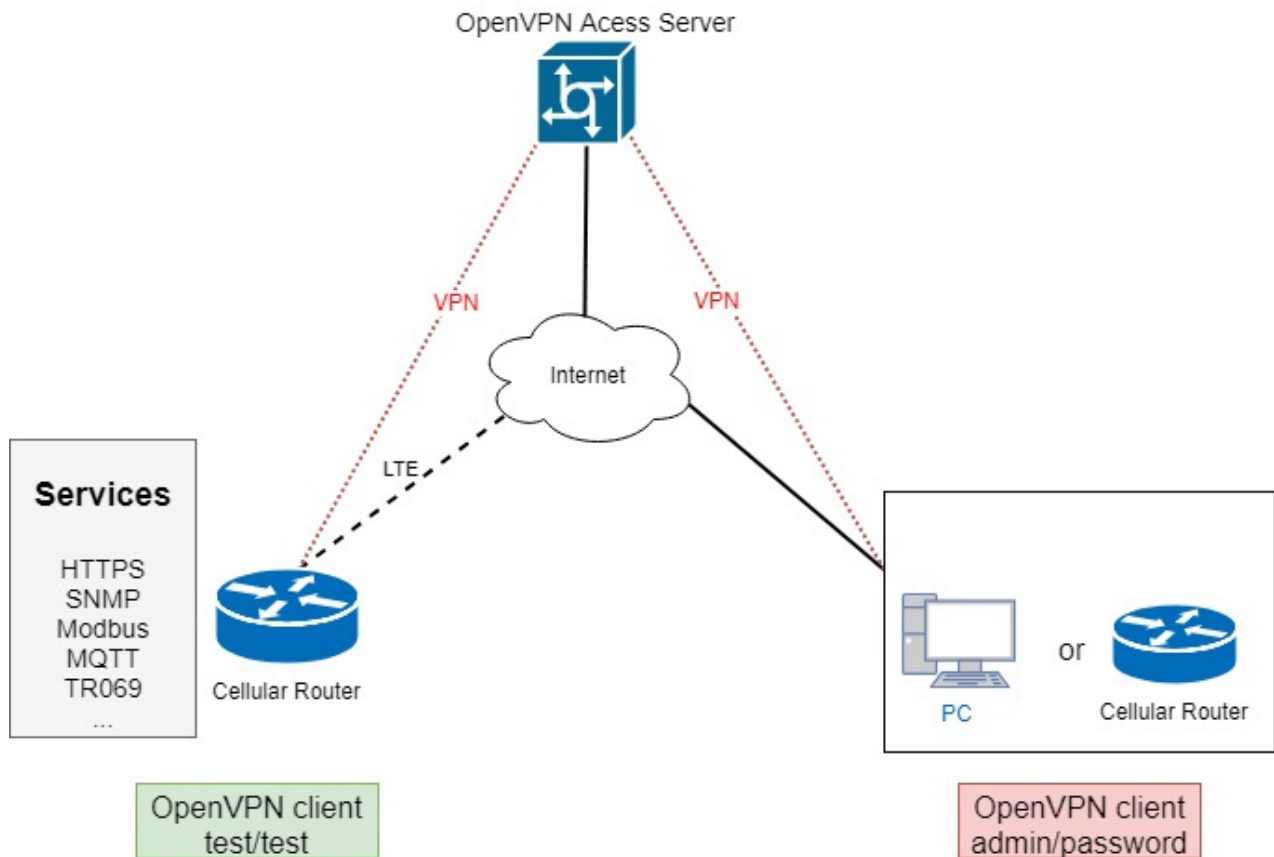 OpenVPN Acess Server
VPN
VPN
Internet
LTE
Services
HTTPS
SNMP
Modbus
MQTT
TR069
...
Cellular Router
PC
or
Cellular Router
OpenVPN client
test/test
OpenVPN client
admin/password